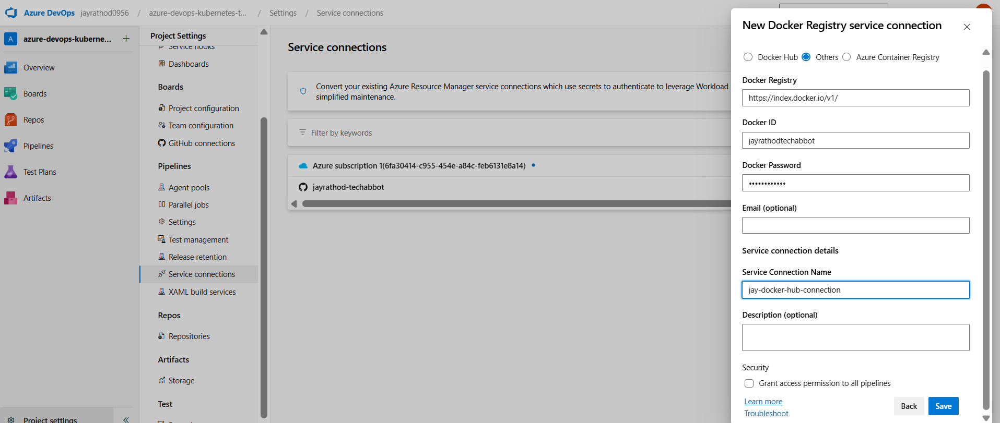 Azure DevOps jayrathod0956 / azure-devops-kubernetes-t... / Settings / Service connections
A azure-devops-kuberne... +
Overview
Boards
Repos
Pipelines
Test Plans
Artifacts
Project settings
Project Settings
Service hooks
Dashboards
Boards
Project configuration
Team configuration
GitHub connections
Pipelines
Agent pools
Parallel jobs
Settings
Test management
Release retention
Service connections
XAML build services
Repos
Repositories
Artifacts
Storage
Test
Service connections
Convert your existing Azure Resource Manager service connections which use secrets to authenticate to leverage Workload
simplified maintenance.
Filter by keywords
Azure subscription 1(6fa30414-c955-454e-a84c-feb6131e8a14)
jayrathod-techabbot
New Docker Registry service connection
Docker Hub Others Azure Container Registry
Docker Registry
https://index.docker.io/v1/
Docker ID
jayrathodtechabbot
Docker Password
••••••••••••
Email (optional)
Service connection details
Service Connection Name
jay-docker-hub-connection
Description (optional)
Security
Grant access permission to all pipelines
Learn more
Troubleshoot
Back Save